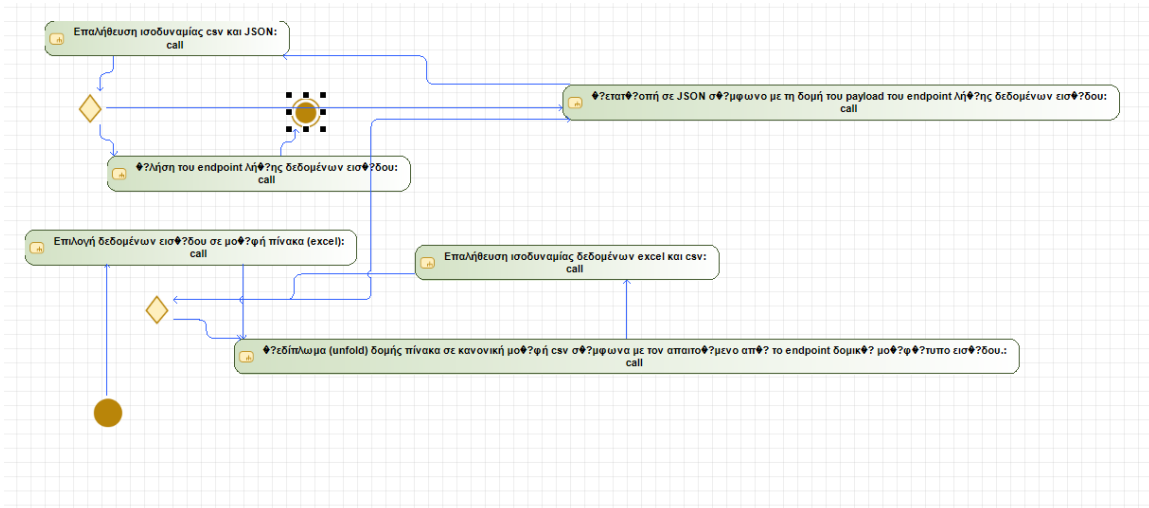 Επαλήθευση ισοδυναμίας csv και JSON:
call
�?ετατ�?οπή σε JSON σ�?μφωνο με τη δομή του payload του endpoint λή�?ης δεδομένων εισ�?δου:
call
�?λήση του endpoint λή�?ης δεδομένων εισ�?δου:
call
Επιλογή δεδομένων εισ�?δου σε μο�?φή πίνακα (excel):
call
Επαλήθευση ισοδυναμίας δεδομένων excel και csv:
call
�?εδίπλωμα (unfold) δομής πίνακα σε κανονική μο�?φή csv σ�?μφωνα με τον απαιτο�?μενο απ�? το endpoint δομικ�? μο�?φ�?τυπο εισ�?δου.:
call